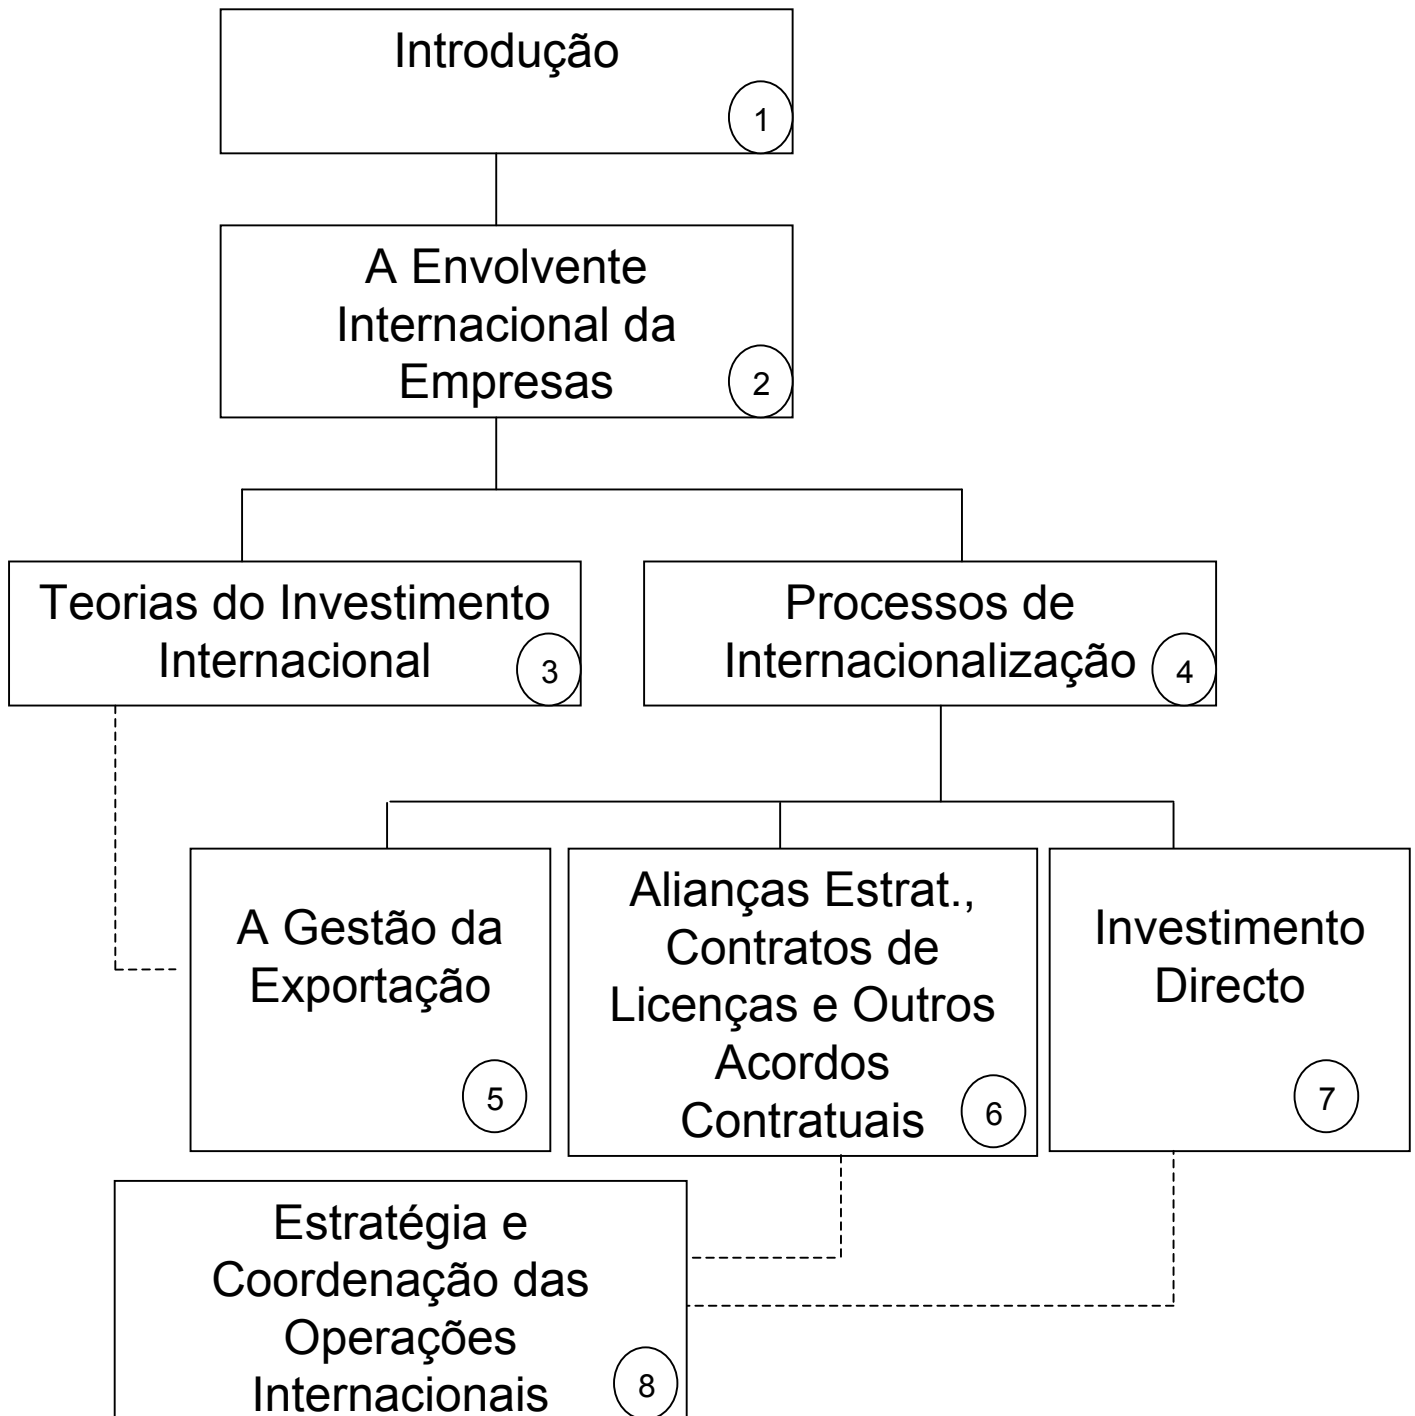 Introdução
1
A Envolvente
Internacional da
Empresas
2
Teorias do Investimento
Internacional
3
Processos de
Internacionalização
4
A Gestão da
Exportação
5
Alianças Estrat.,
Contratos de
Licenças e Outros
Acordos
Contratuais
6
Investimento
Directo
7
Estratégia e
Coordenação das
Operações
Internacionais
8